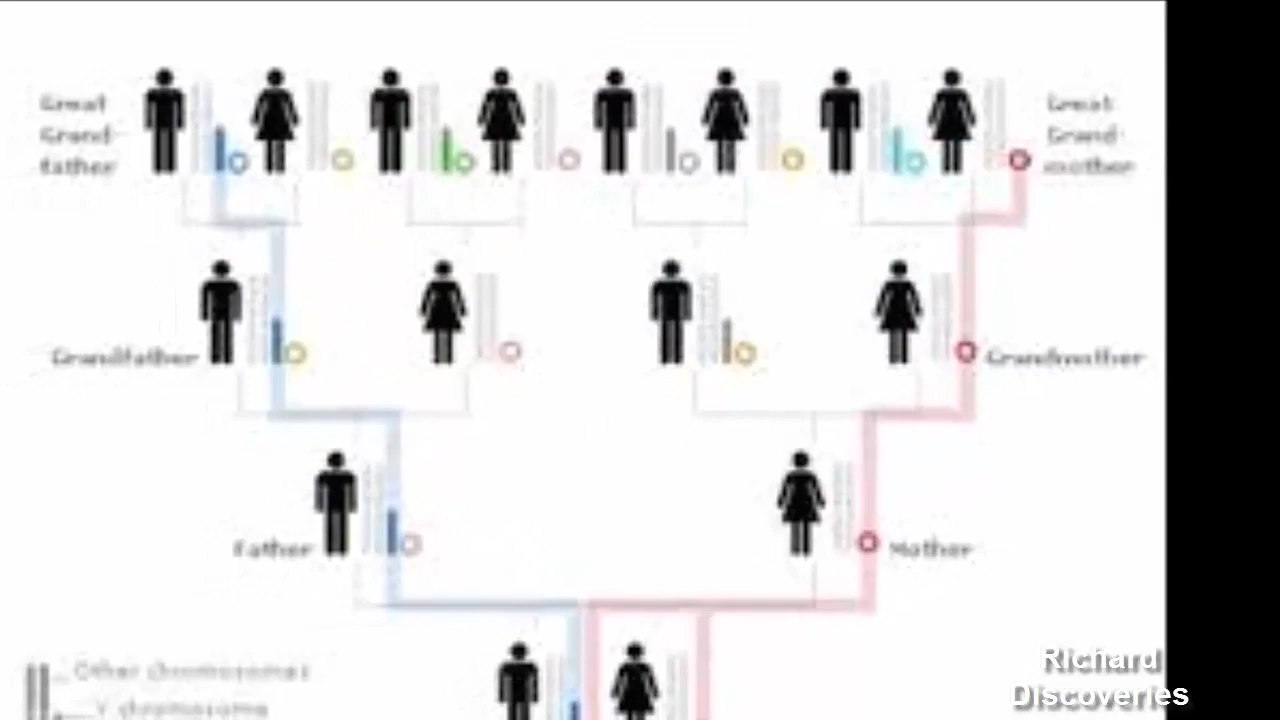 Great
Grand-
father
Great
Grand-
mother
Grandfather
Grandmother
Father
Mother
Other chromosomes
Y chromosome
Richard
Discoveries